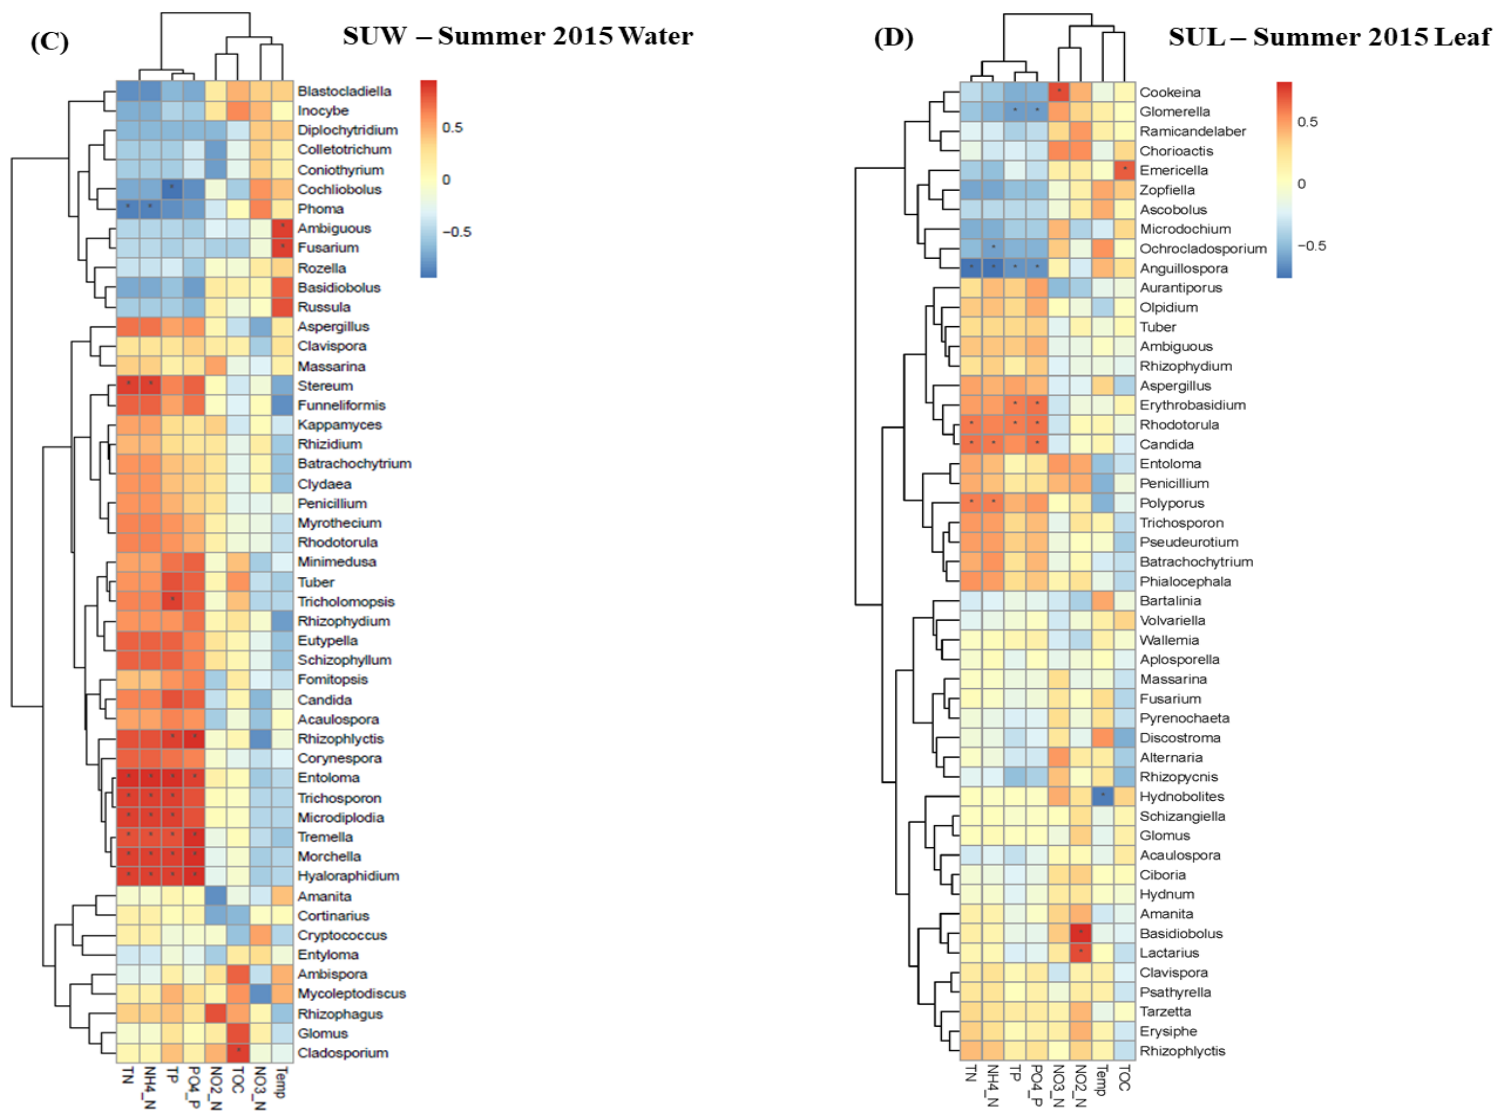 (C) SUW – Summer 2015 Water
Blastocladiella
Inocybe
Diplochytridium
Colletotrichum
Coniothyrium
Cochliobolus
Phoma
Ambiguous
Fusarium
Rozella
Basidiobolus
Russula
Aspergillus
Clavispora
Massarina
Stereum
Funneliformis
Kappamyces
Rhizidium
Batrachochytrium
Clydaea
Penicillium
Myrothecium
Rhodotorula
Minimedusa
Tuber
Tricholomopsis
Rhizophydium
Eutypella
Schizophyllum
Fomitopsis
Candida
Acaulospora
Rhizophlyctis
Corynespora
Entoloma
Trichosporon
Microdiplodia
Tremella
Morchella
Hyaloraphidium
Amanita
Cortinarius
Cryptococcus
Entyloma
Ambispora
Mycoleptodiscus
Rhizophagus
Glomus
Cladosporium
0.5
0
−0.5
TN NH4_N TP PO4_P NO2_N TOC NO3_N Temp
(D) SUL – Summer 2015 Leaf
Cookeina
Glomerella
Ramicandelaber
Chorioactis
Emericella
Zopfiella
Ascobolus
Microdochium
Ochrocladosporium
Anguillospora
Aurantiporus
Olpidium
Tuber
Ambiguous
Rhizophydium
Aspergillus
Erythrobasidium
Rhodotorula
Candida
Entoloma
Penicillium
Polyporus
Trichosporon
Pseudeurotium
Batrachochytrium
Phialocephala
Bartalinia
Volvariella
Wallemia
Aplosporella
Massarina
Fusarium
Pyrenochaeta
Discostroma
Alternaria
Rhizopycnis
Hydnobolites
Schizangiella
Glomus
Acaulospora
Ciboria
Hydnum
Amanita
Basidiobolus
Lactarius
Clavispora
Psathyrella
Tarzetta
Erysiphe
Rhizophlyctis
0.5
0
−0.5
TN NH4_N TP PO4_P NO3_N NO2_N Temp TOC